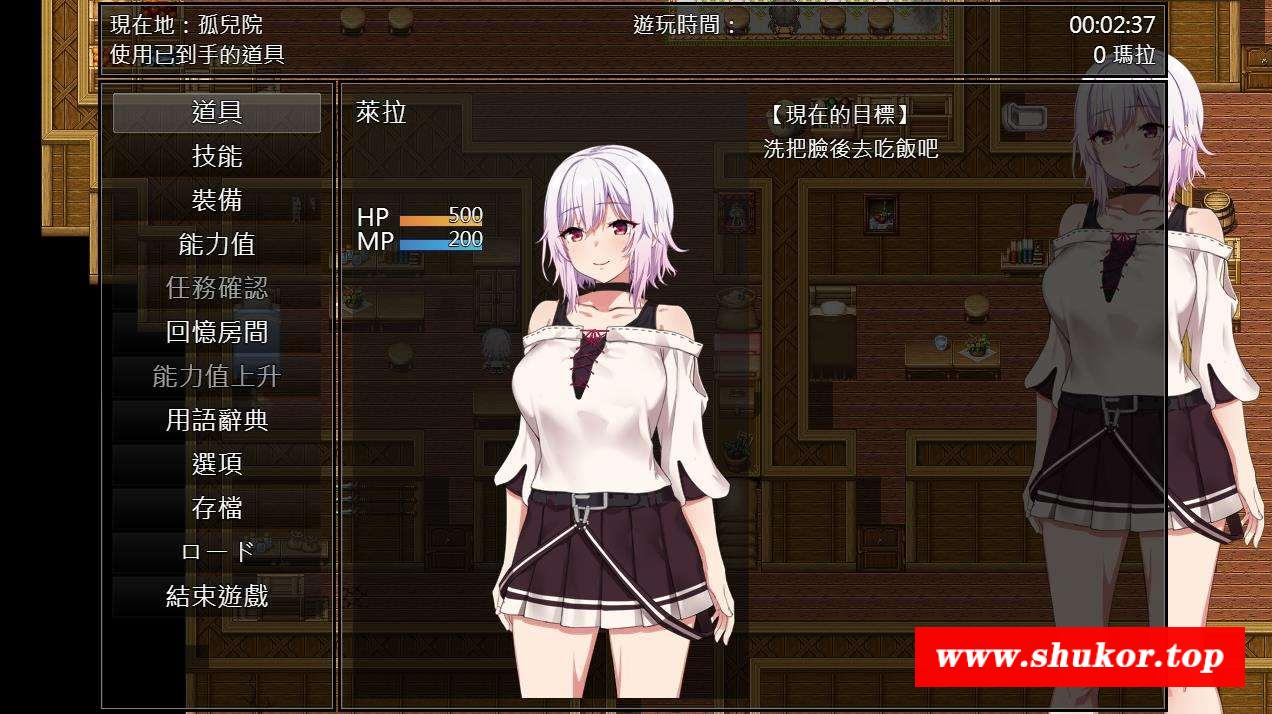 現在地：孤兒院
遊玩時間：
00:02:37
使用已到手的道具
0 瑪拉
道具
技能
裝備
能力值
任務確認
回憶房間
能力值上升
用語辭典
選項
存檔
ロード
結束遊戲
萊拉
HP 500
MP 200
【現在的目標】
洗把臉後去吃飯吧
www.shukor.top